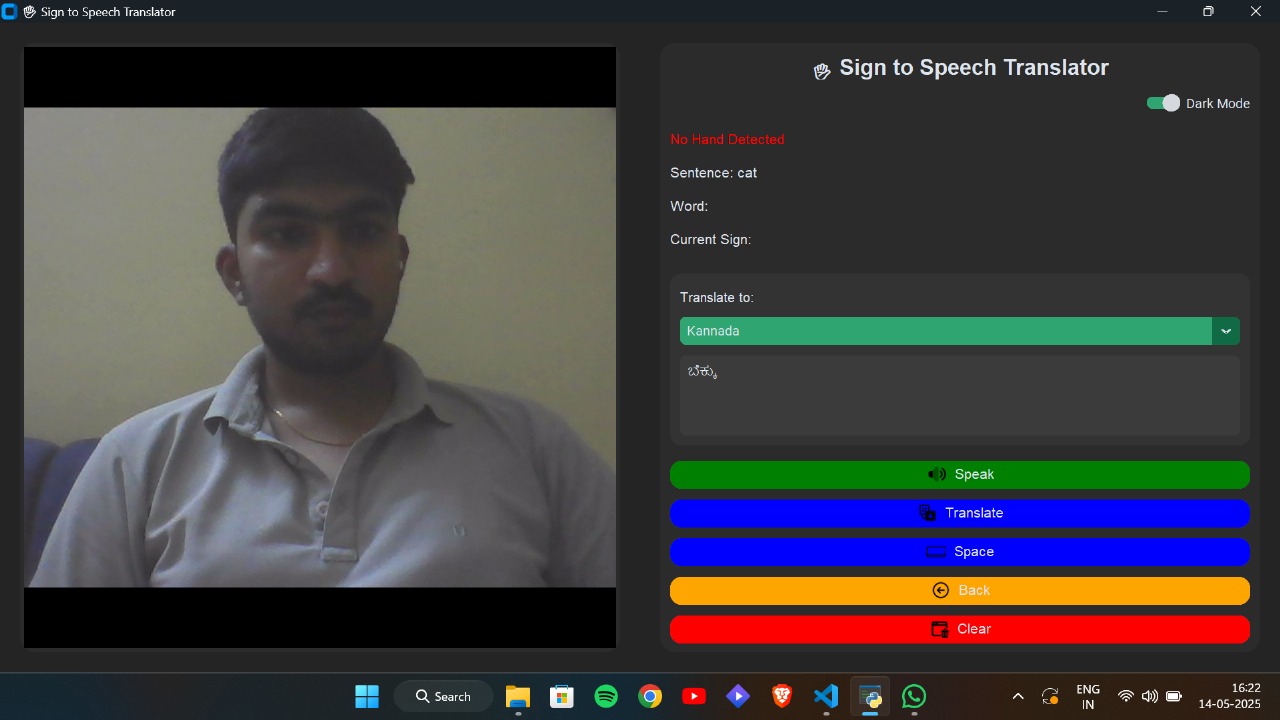 Sign to Speech Translator
Sign to Speech Translator
Dark Mode
No Hand Detected
Sentence: cat
Word:
Current Sign:
Translate to:
Kannada
ಬೆಕ್ಕು
Speak
Translate
Space
Back
Clear
Search
ENG
IN
16:22
14-05-2025